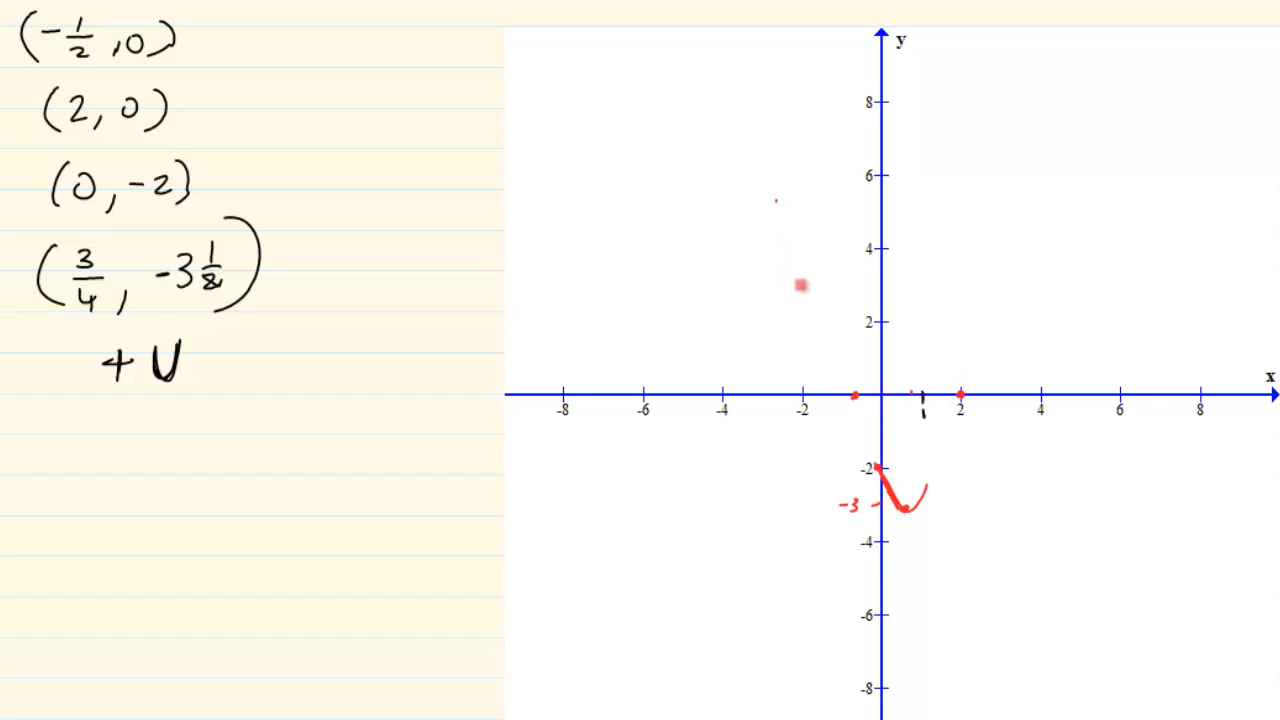 (-1/2, 0)
(2, 0)
(0, -2)
(3/4, -3 1/8)
+ U
y
8
6
4
2
x
-8 -6 -4 -2 2 4 6 8
1
-2
-3
-4
-6
-8